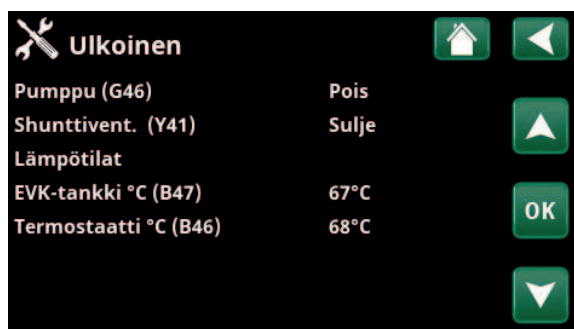 Ulkoinen
Pumppu (G46) Pois
Shunttivent. (Y41) Sulje
Lämpötilat
EVK-tankki °C (B47) 67°C
Termostaatti °C (B46) 68°C
OK